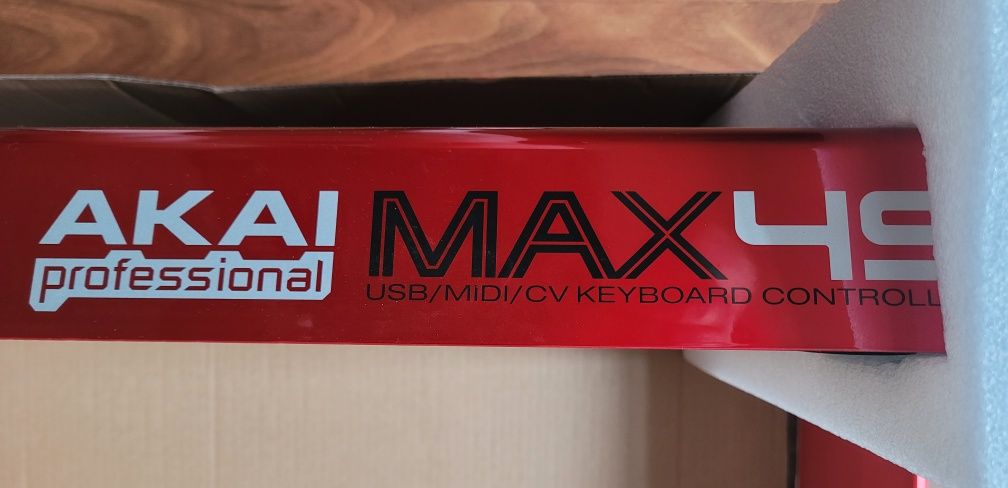 AKAI MAX49
professional
USB/MIDI/CV KEYBOARD CONTROLL